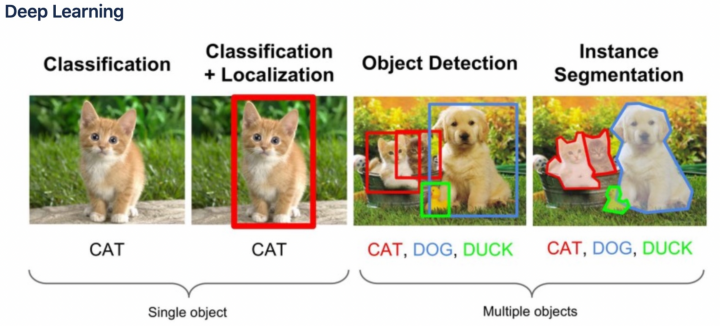 Deep Learning
Classification
Classification
+ Localization
Object Detection
Instance
Segmentation
CAT
CAT
CAT, DOG, DUCK
CAT, DOG, DUCK
Single object
Multiple objects